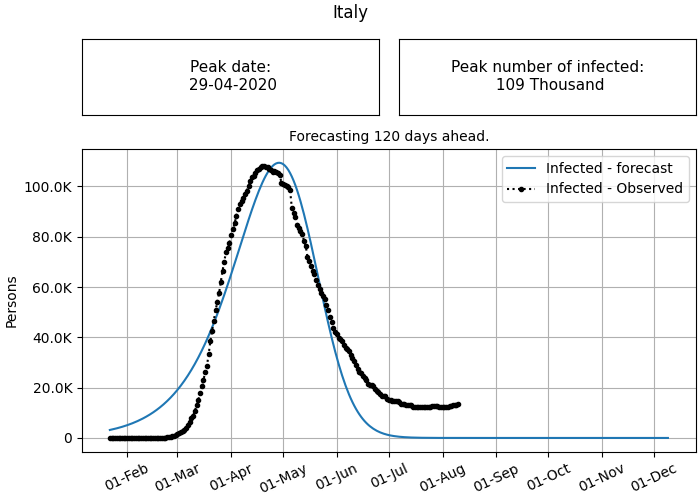 Italy
Peak date:
29-04-2020
Peak number of infected:
109 Thousand
Forecasting 120 days ahead.
Infected - forecast
Infected - Observed
Persons
100.0K
80.0K
60.0K
40.0K
20.0K
0
01-Feb
01-Mar
01-Apr
01-May
01-Jun
01-Jul
01-Aug
01-Sep
01-Oct
01-Nov
01-Dec